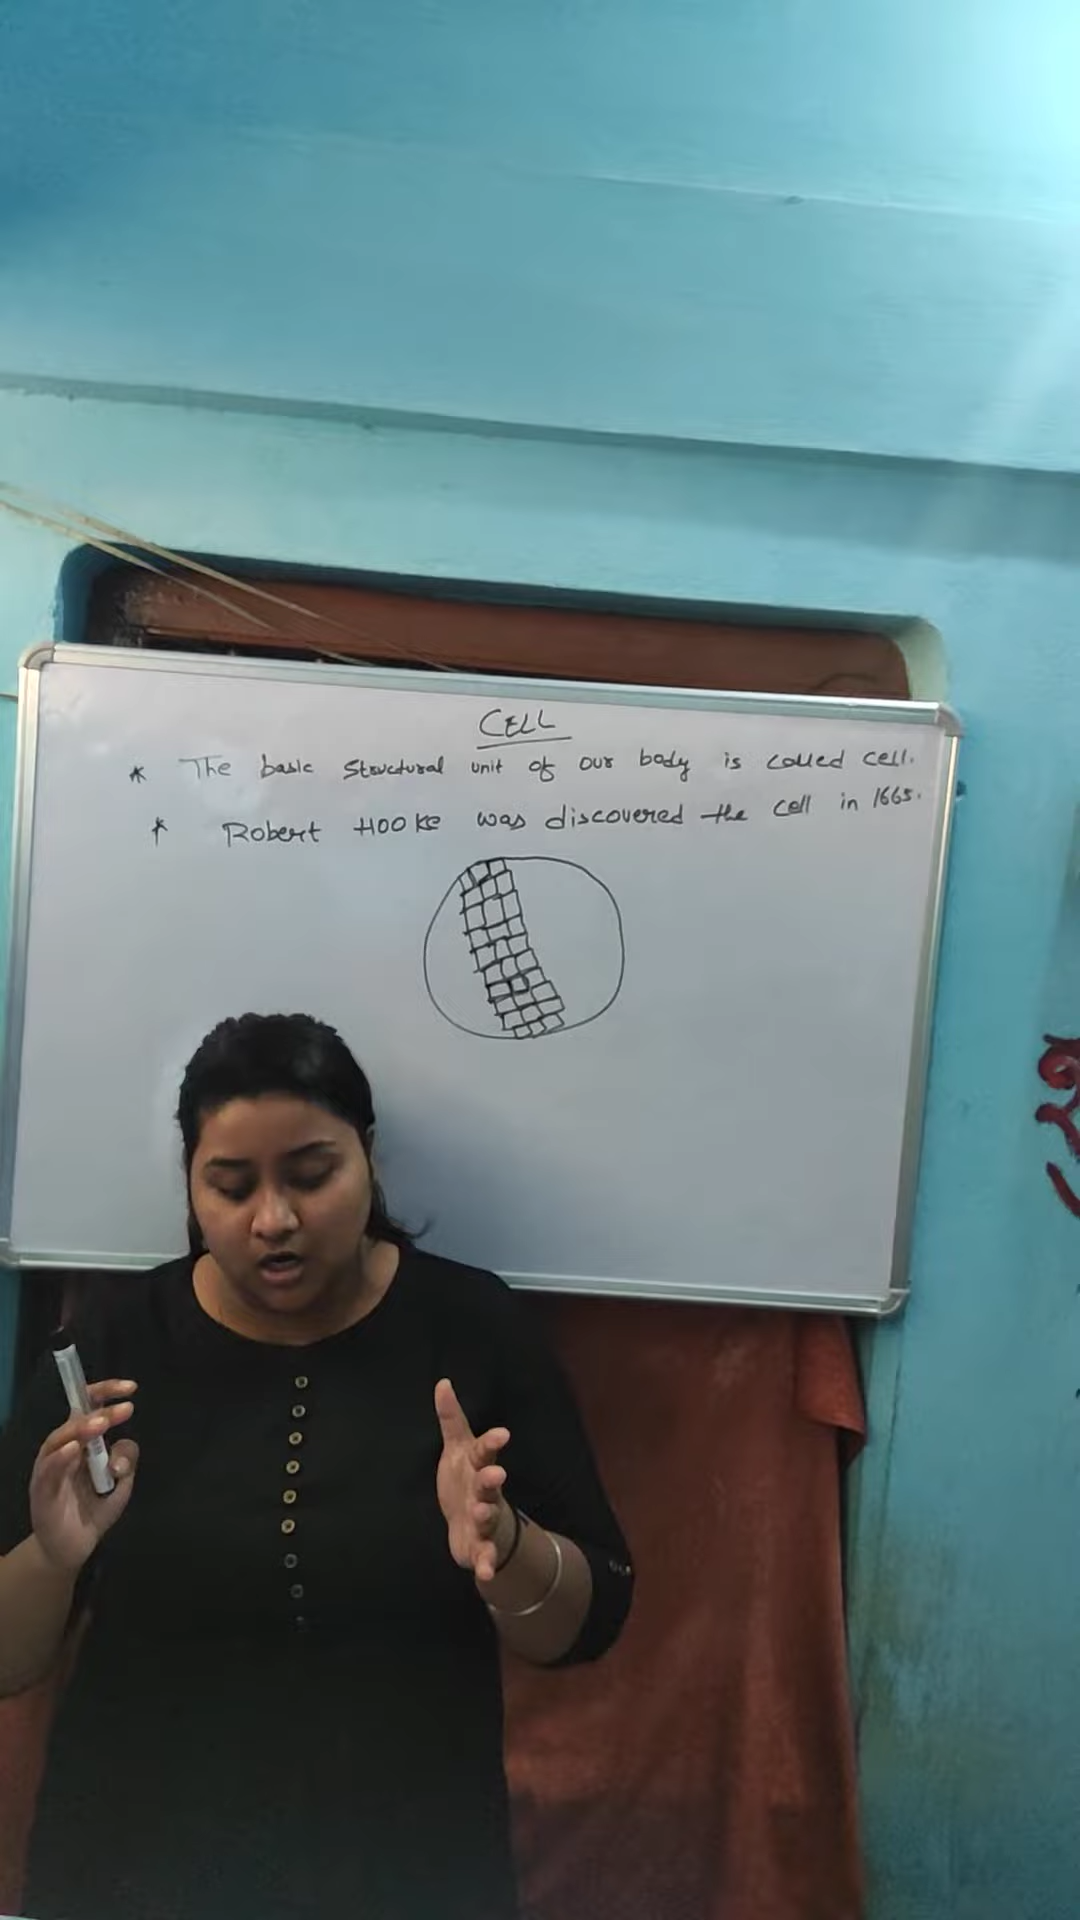 CELL
* The basic structural unit of our body is called cell.
* Robert Hooke was discovered the cell in 1665.